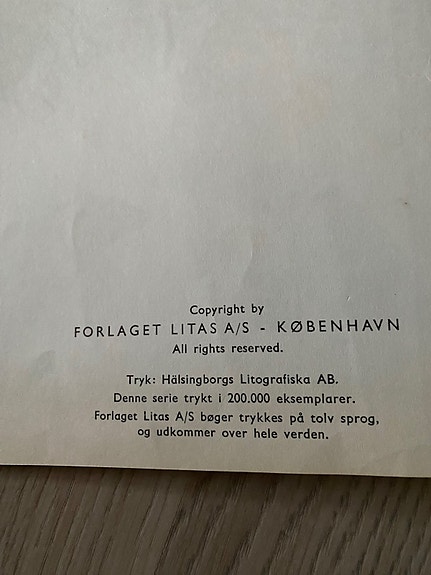 Copyright by
FORLAGET LITAS A/S - KØBENHAVN
All rights reserved.
Tryk: Hälsingborgs Litografiska AB.
Denne serie trykt i 200.000 eksemplarer.
Forlaget Litas A/S bøger trykkes på tolv sprog,
og udkommer over hele verden.